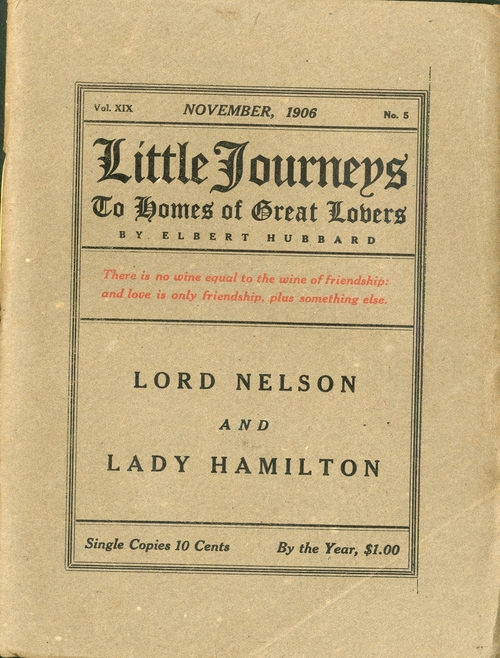 Vol. XIX NOVEMBER, 1906 No. 5
Little Journeys
To Homes of Great Lovers
BY ELBERT HUBBARD
There is no wine equal to the wine of friendship:
and love is only friendship, plus something else.
LORD NELSON
AND
LADY HAMILTON
Single Copies 10 Cents By the Year, $1.00